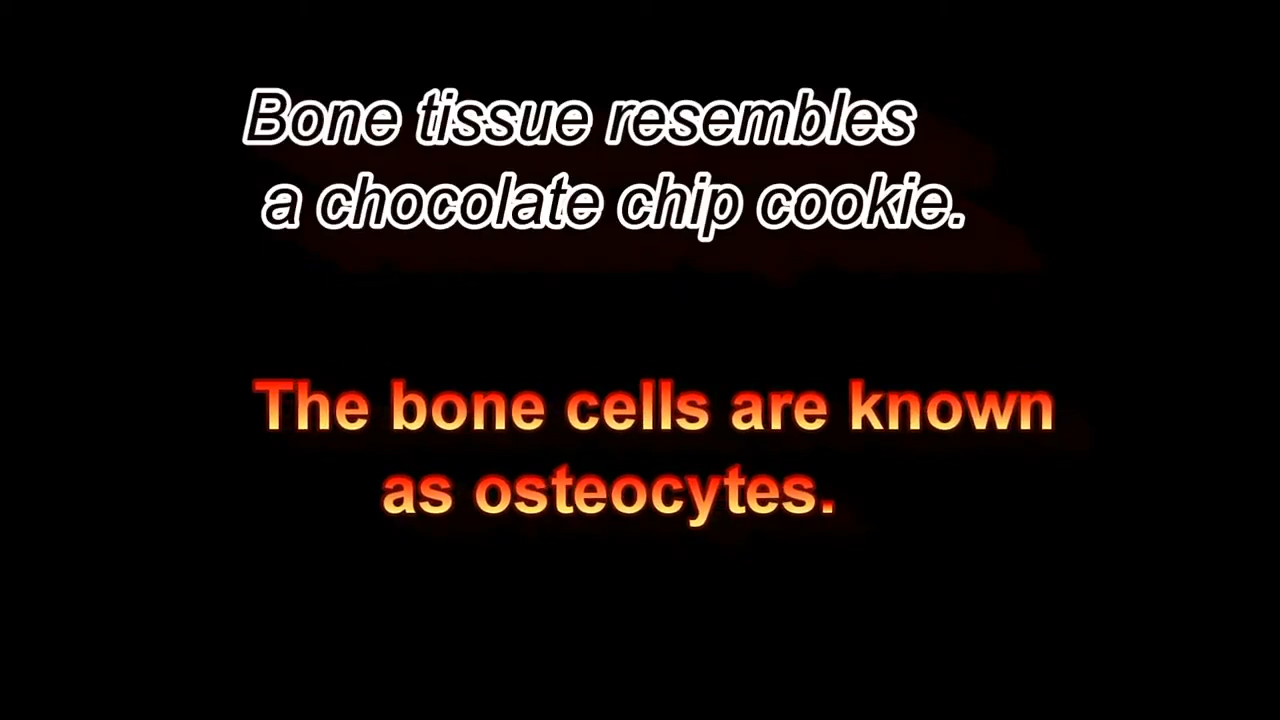 Bone tissue resembles
a chocolate chip cookie.
The bone cells are known
as osteocytes.